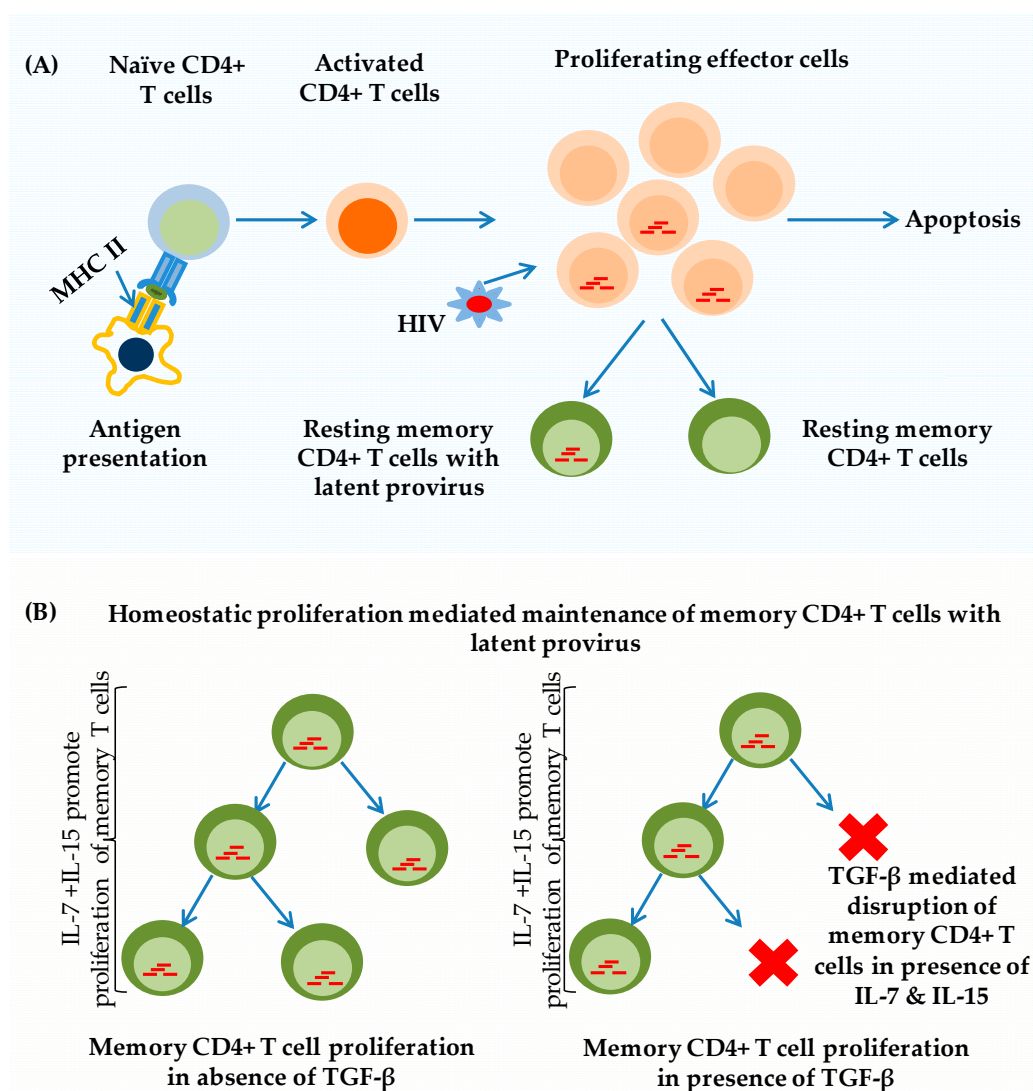 (A)
Naïve CD4+
T cells
Activated
CD4+ T cells
Proliferating effector cells
MHC II
Apoptosis
HIV
Antigen
presentation
Resting memory
CD4+ T cells with
latent provirus
Resting memory
CD4+ T cells
(B)
Homeostatic proliferation mediated maintenance of memory CD4+ T cells with
latent provirus
IL-7 +IL-15 promote
proliferation of memory T cells
IL-7 +IL-15 promote
proliferation of memory T cells
TGF-β mediated
disruption of
memory CD4+ T
cells in presence of
IL-7 & IL-15
Memory CD4+ T cell proliferation
in absence of TGF-β
Memory CD4+ T cell proliferation
in presence of TGF-β